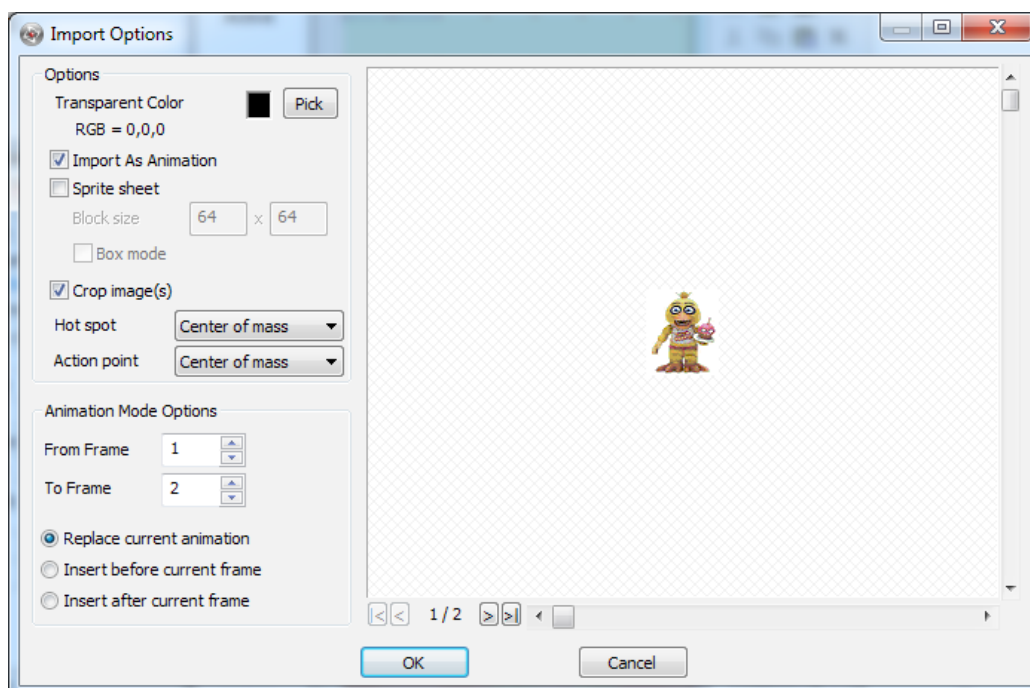 Import Options
Options
Transparent Color
Pick
RGB = 0,0,0
Import As Animation
Sprite sheet
Block size 64 x 64
Box mode
Crop image(s)
Hot spot Center of mass
Action point Center of mass
Animation Mode Options
From Frame 1
To Frame 2
Replace current animation
Insert before current frame
Insert after current frame
|< < 1 / 2 > >|
OK Cancel